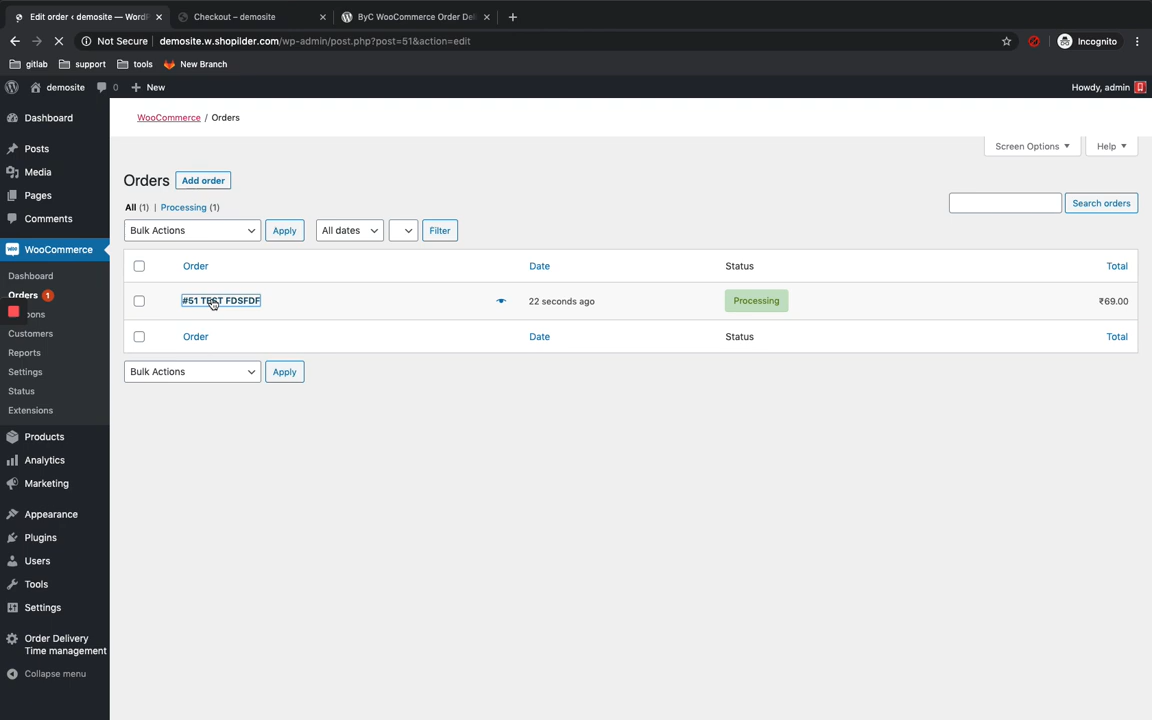 Edit order ‹ demosite — WordP
Checkout – demosite
ByC WooCommerce Order Del
Not Secure
demosite.w.shopilder.com/wp-admin/post.php?post=51&action=edit
Incognito
gitlab
support
tools
New Branch
demosite
0
New
Howdy, admin
Dashboard
Posts
Media
Pages
Comments
WooCommerce
Dashboard
Orders 1
pons
Customers
Reports
Settings
Status
Extensions
Products
Analytics
Marketing
Appearance
Plugins
Users
Tools
Settings
Order Delivery
Time management
Collapse menu
WooCommerce / Orders
Screen Options
Help
Orders
Add order
All (1) | Processing (1)
Search orders
Bulk Actions
Apply
All dates
Filter
Order
Date
Status
Total
#51 TEST FDSFDF
22 seconds ago
Processing
₹69.00
Order
Date
Status
Total
Bulk Actions
Apply